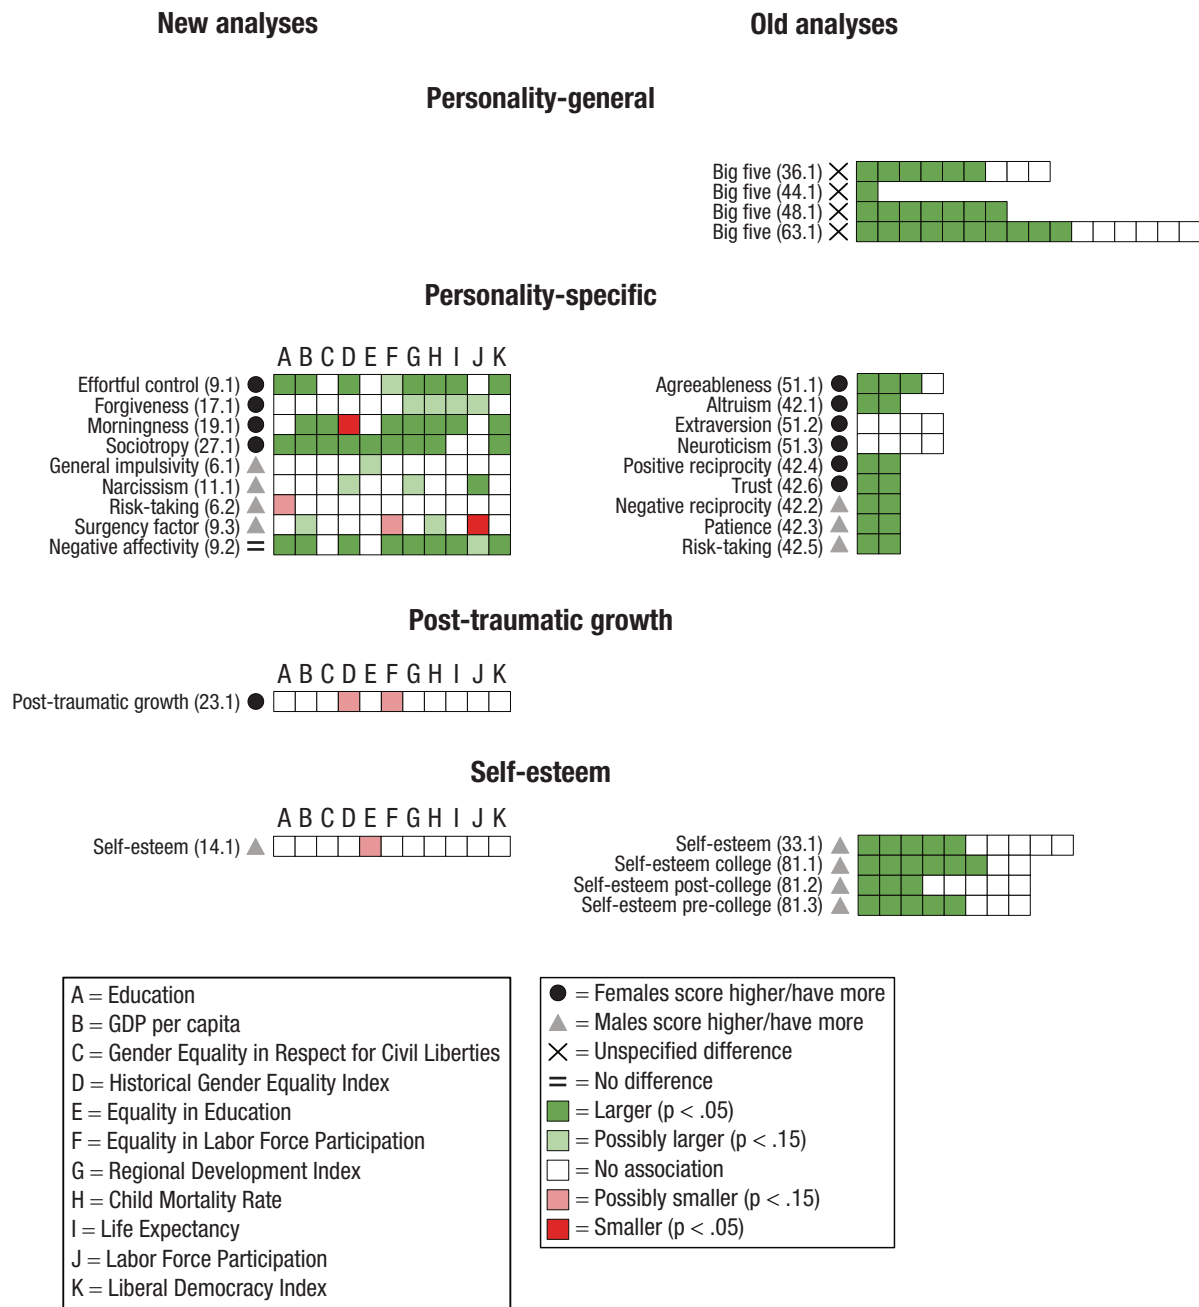 New analyses
Old analyses
Personality-general
Big five (36.1)
Big five (44.1)
Big five (48.1)
Big five (63.1)
Personality-specific
A B C D E F G H I J K
Effortful control (9.1)
Forgiveness (17.1)
Morningness (19.1)
Sociotropy (27.1)
General impulsivity (6.1)
Narcissism (11.1)
Risk-taking (6.2)
Surgency factor (9.3)
Negative affectivity (9.2)
Agreeableness (51.1)
Altruism (42.1)
Extraversion (51.2)
Neuroticism (51.3)
Positive reciprocity (42.4)
Trust (42.6)
Negative reciprocity (42.2)
Patience (42.3)
Risk-taking (42.5)
Post-traumatic growth
A B C D E F G H I J K
Post-traumatic growth (23.1)
Self-esteem
A B C D E F G H I J K
Self-esteem (14.1)
Self-esteem (33.1)
Self-esteem college (81.1)
Self-esteem post-college (81.2)
Self-esteem pre-college (81.3)
A = Education
B = GDP per capita
C = Gender Equality in Respect for Civil Liberties
D = Historical Gender Equality Index
E = Equality in Education
F = Equality in Labor Force Participation
G = Regional Development Index
H = Child Mortality Rate
I = Life Expectancy
J = Labor Force Participation
K = Liberal Democracy Index
= Females score higher/have more
= Males score higher/have more
= Unspecified difference
= No difference
= Larger (p < .05)
= Possibly larger (p < .15)
= No association
= Possibly smaller (p < .15)
= Smaller (p < .05)